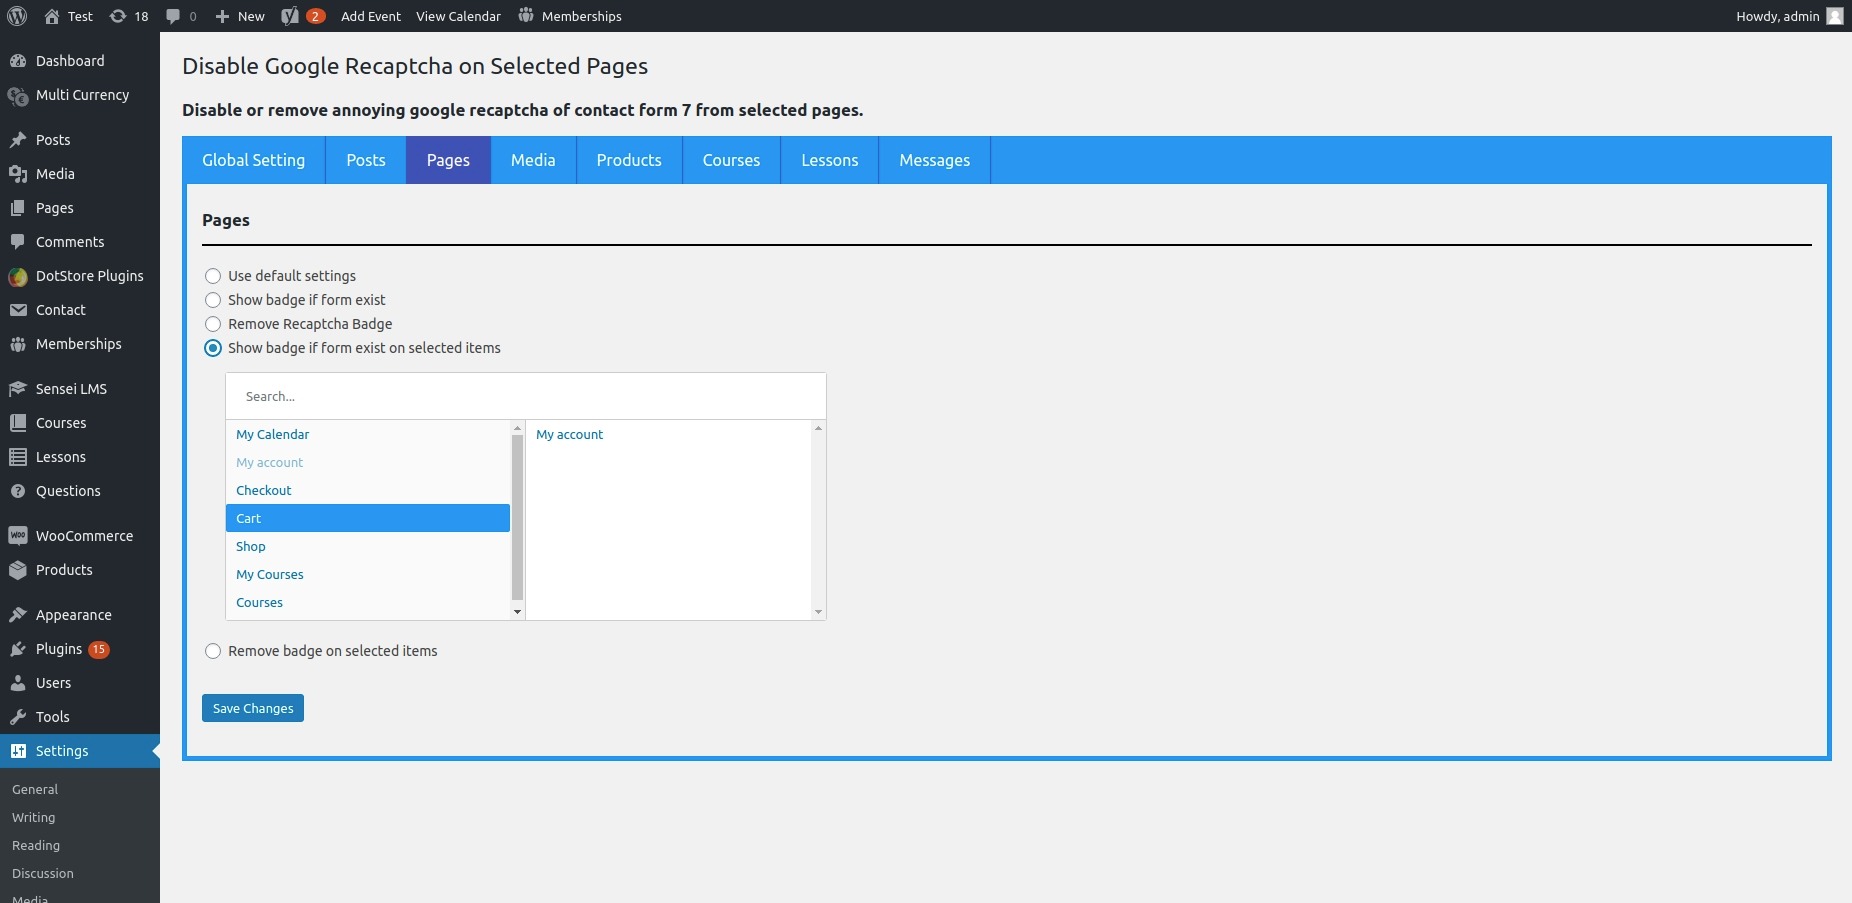 Test 18 0 New 2 Add Event View Calendar Memberships Howdy, admin
Dashboard
Multi Currency
Posts
Media
Pages
Comments
DotStore Plugins
Contact
Memberships
Sensei LMS
Courses
Lessons
Questions
WooCommerce
Products
Appearance
Plugins 15
Users
Tools
Settings
General
Writing
Reading
Discussion
Media
Disable Google Recaptcha on Selected Pages
Disable or remove annoying google recaptcha of contact form 7 from selected pages.
Global Setting Posts Pages Media Products Courses Lessons Messages
Pages
Use default settings
Show badge if form exist
Remove Recaptcha Badge
Show badge if form exist on selected items
Search...
My Calendar
My account
Checkout
Cart
Shop
My Courses
Courses
My account
Remove badge on selected items
Save Changes